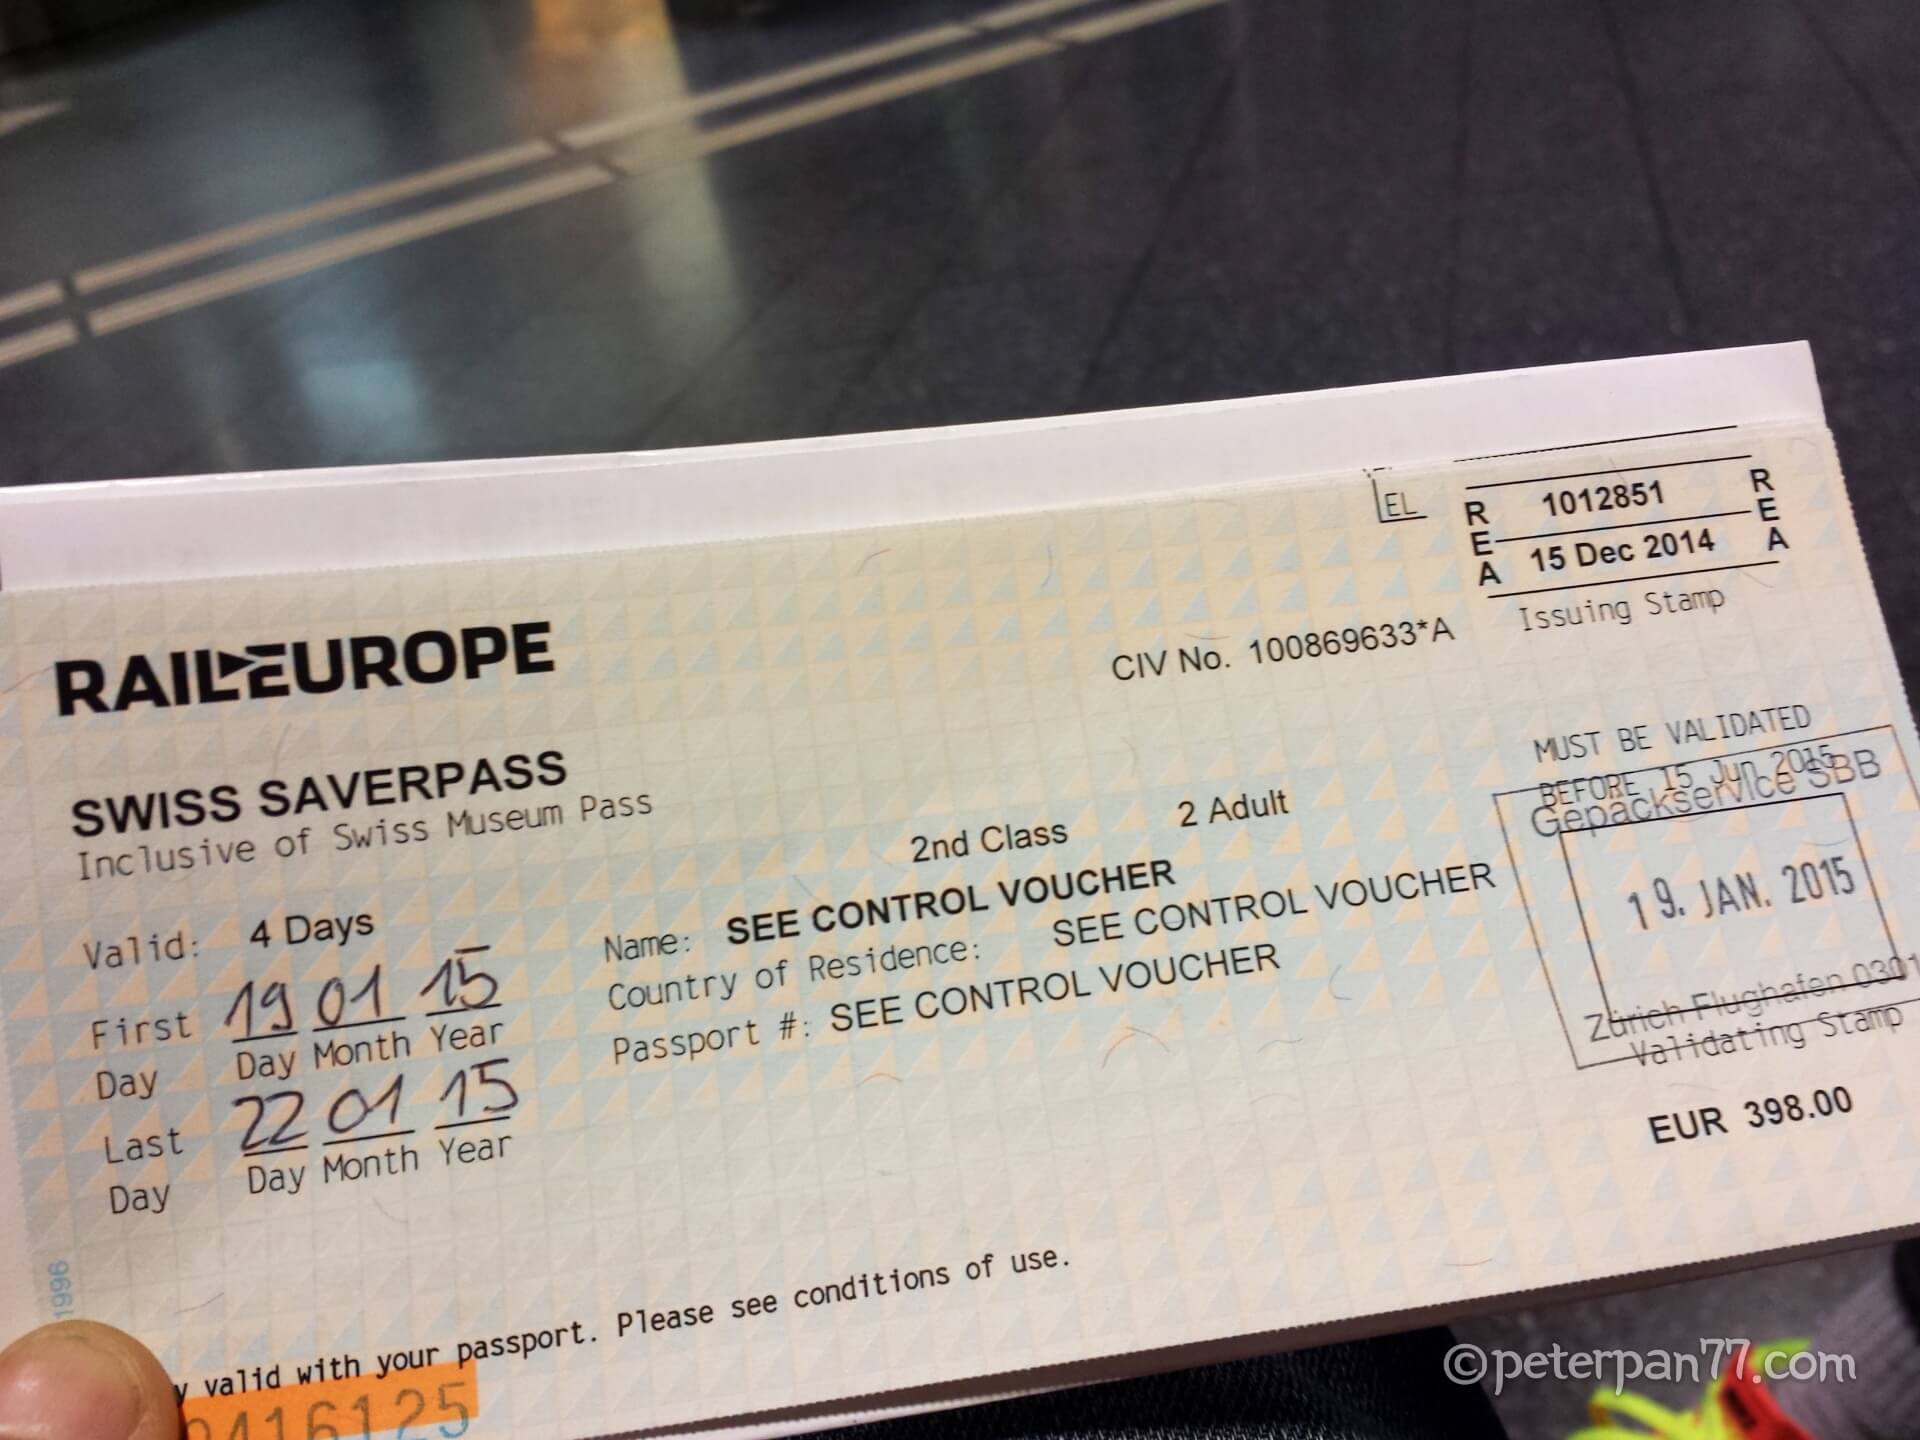 EL
R 1012851 R
E E
A 15 Dec 2014 A
Issuing Stamp
RAILEUROPE
CIV No. 100869633*A
SWISS SAVERPASS
Inclusive of Swiss Museum Pass
MUST BE VALIDATED
BEFORE 15 Jun 2015
Gepäckservice SBB
19. JAN. 2015
Zürich Flughafen 0301
Validating Stamp
2nd Class 2 Adult
Valid: 4 Days
Name: SEE CONTROL VOUCHER
Country of Residence: SEE CONTROL VOUCHER
Passport #: SEE CONTROL VOUCHER
First Day 19 01 15
Day Month Year
Last Day 22 01 15
Day Month Year
EUR 398.00
1996
valid with your passport. Please see conditions of use.
416125
©peterpan77.com